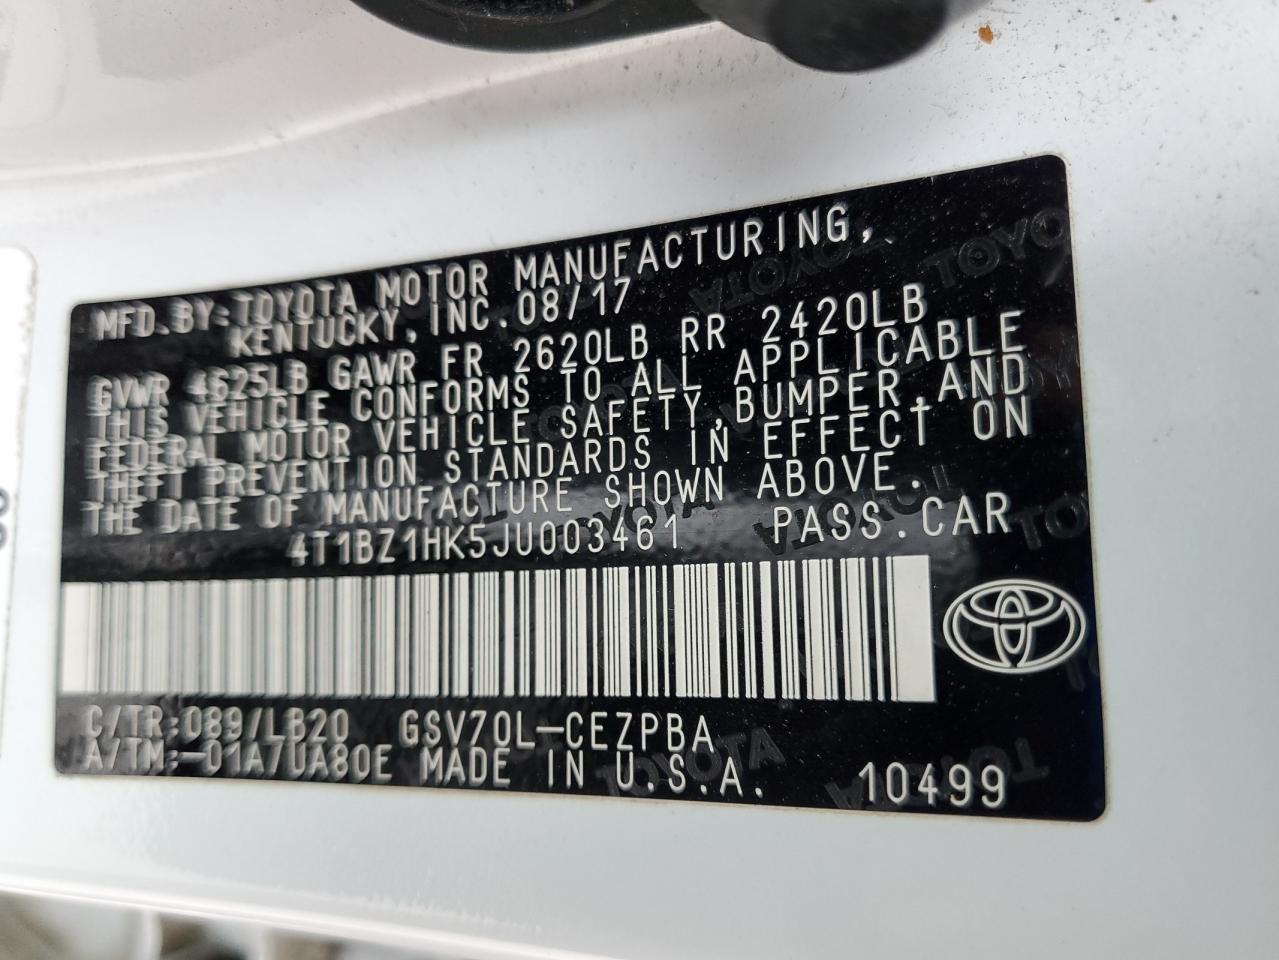 MFD.BY:TOYOTA MOTOR MANUFACTURING,
KENTUCKY, INC.08/17
GVWR 4625LB GAWR FR 2620LB RR 2420LB
THIS VEHICLE CONFORMS TO ALL APPLICABLE
FEDERAL MOTOR VEHICLE SAFETY,BUMPER,AND
THEFT PREVENTION STANDARDS IN EFFECT ON
THE DATE OF MANUFACTURE SHOWN ABOVE.
4T1BZ1HK5JU003461 PASS.CAR
C/TR:089/LB20 GSV70L-CEZPBA
A/TM:-01A/UA80E MADE IN U.S.A. 10499